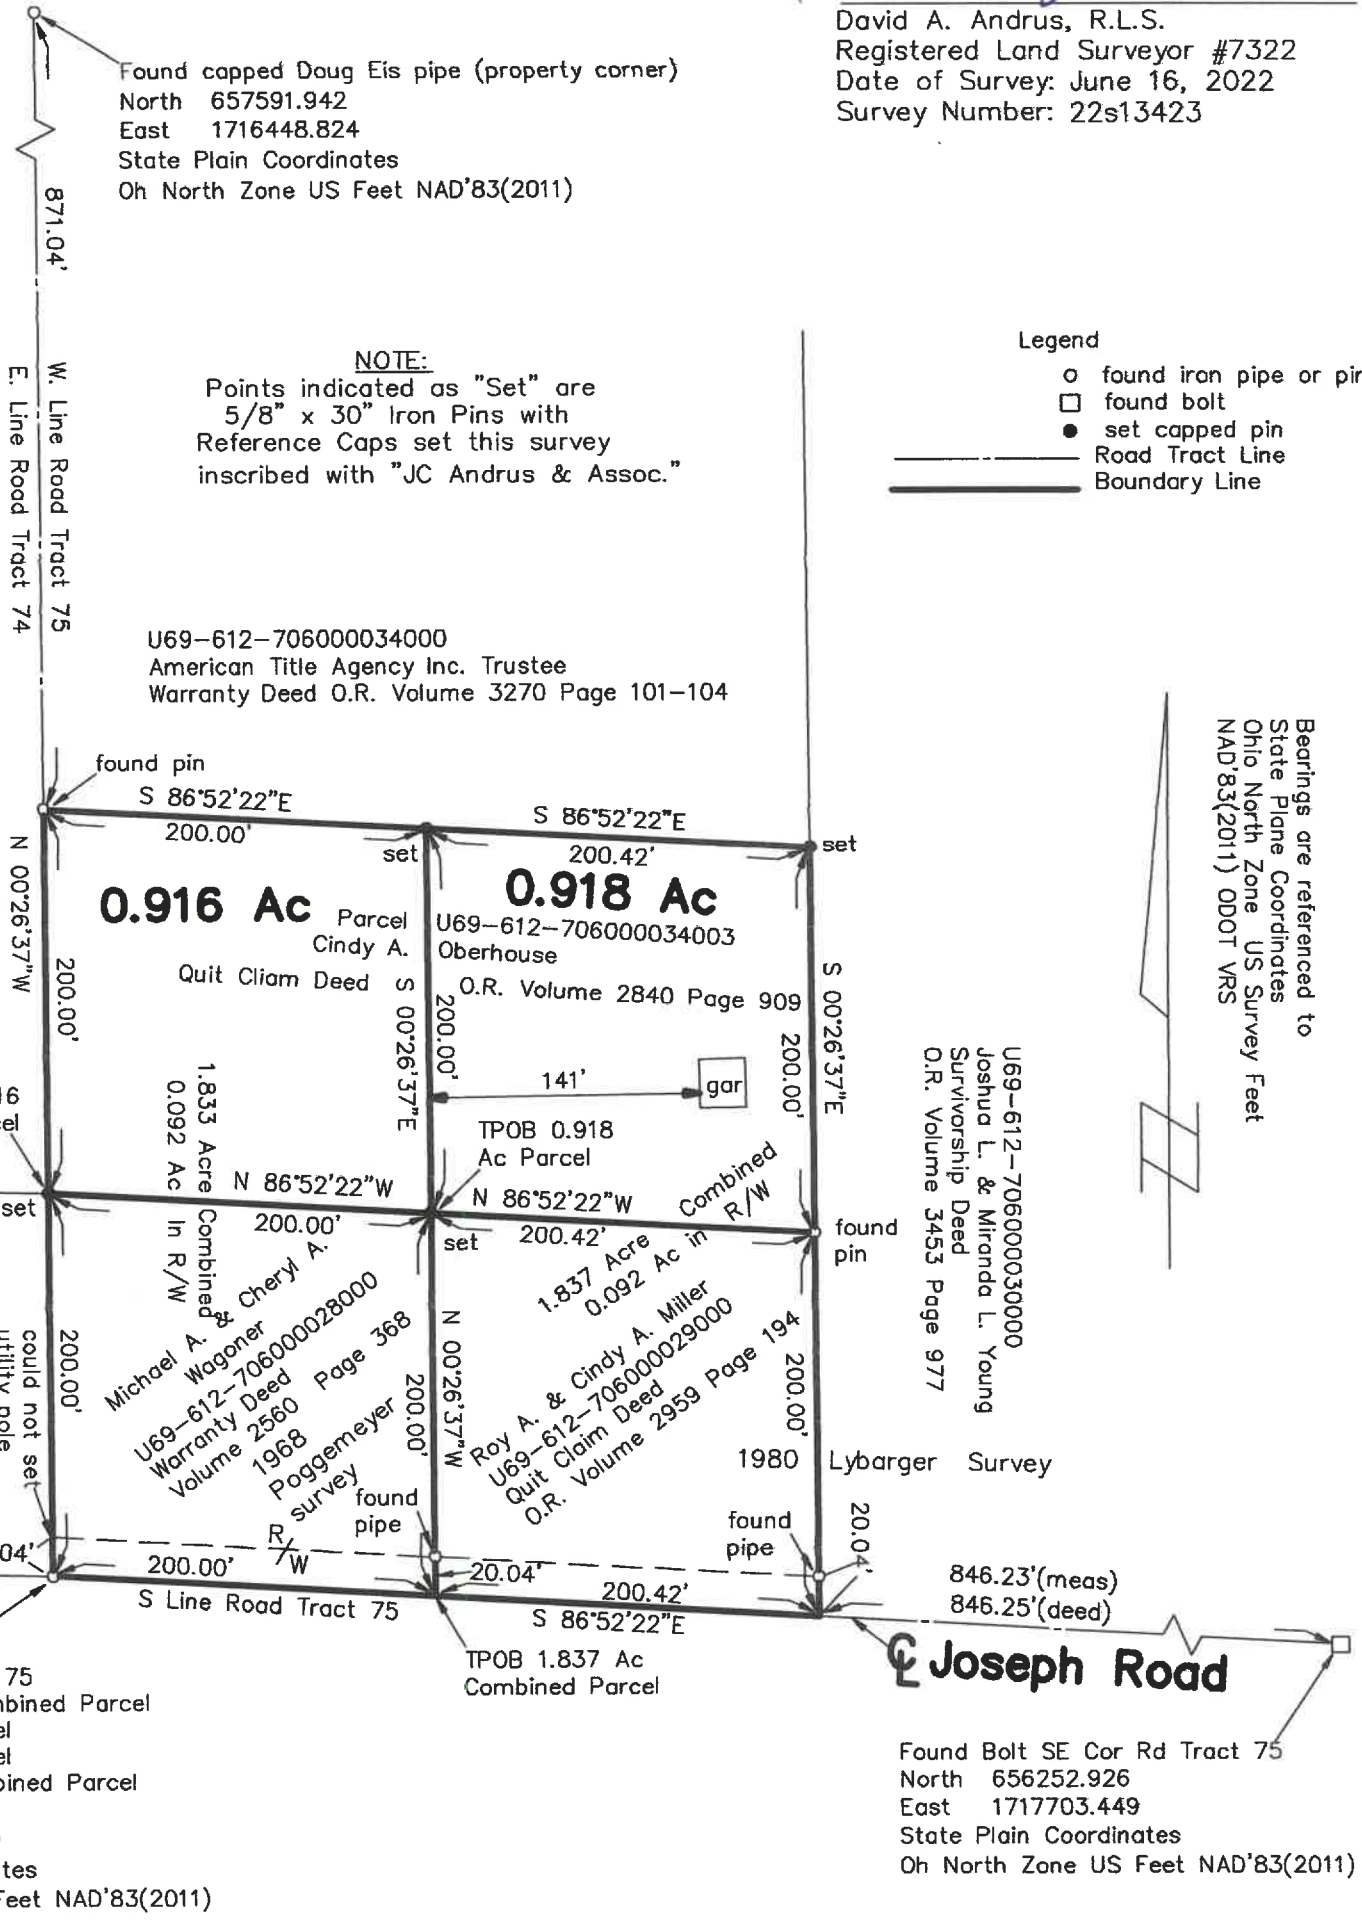 David A. Andrus, R.L.S.
Registered Land Surveyor #7322
Date of Survey: June 16, 2022
Survey Number: 22s13423
Found capped Doug Eis pipe (property corner)
North 657591.942
East 1716448.824
State Plain Coordinates
Oh North Zone US Feet NAD'83(2011)
871.04'
W. Line Road Tract 75
E. Line Road Tract 74
NOTE:
Points indicated as "Set" are
5/8" x 30" Iron Pins with
Reference Caps set this survey
inscribed with "JC Andrus & Assoc."
Legend
found iron pipe or pin
found bolt
set capped pin
Road Tract Line
Boundary Line
U69-612-706000034000
American Title Agency Inc. Trustee
Warranty Deed O.R. Volume 3270 Page 101-104
Bearings are referenced to
State Plane Coordinates
Ohio North Zone US Survey Feet
NAD'83(2011) ODOT VRS
found pin
S 86°52'22"E
200.00'
set
S 86°52'22"E
200.42'
set
N 00°26'37"W
200.00'
0.916 Ac
0.918 Ac
Parcel U69-612-706000034003
Cindy A. Oberhouse
Quit Cliam Deed O.R. Volume 2840 Page 909
S 00°26'37"E
200.00'
S 00°26'37"E
200.00'
141'
gar
TPOB 0.918
Ac Parcel
1.833 Acre Combined
0.092 Ac In R/W
N 86°52'22"W
200.00'
set
set
N 86°52'22"W
200.42'
found
pin
1.837 Acre Combined
0.092 Ac in R/W
U69-612-706000030000
Joshua L. & Miranda L. Young
Survivorship Deed
O.R. Volume 3453 Page 977
Michael A. & Cheryl A.
Wagoner
U69-612-706000028000
Warranty Deed
Volume 2560 Page 368
1968
Poggemeyer
survey
200.00'
could not set
utility pole
N 00°26'37"W
200.00'
Roy A. & Cindy A. Miller
U69-612-706000029000
Quit Claim Deed
O.R. Volume 2959 Page 194
200.00'
1980 Lybarger Survey
found
pipe
found
pipe
20.04'
R/W
04'
200.00'
20.04'
200.42'
S Line Road Tract 75
S 86°52'22"E
846.23'(meas)
846.25'(deed)
TPOB 1.837 Ac
Combined Parcel
CL Joseph Road
75
mbined Parcel
el
el
bined Parcel
tes
Feet NAD'83(2011)
Found Bolt SE Cor Rd Tract 75
North 656252.926
East 1717703.449
State Plain Coordinates
Oh North Zone US Feet NAD'83(2011)